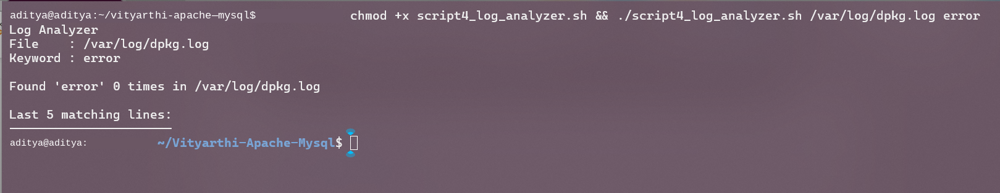 aditya@aditya:~/vityarthi-apache-mysql$ chmod +x script4_log_analyzer.sh && ./script4_log_analyzer.sh /var/log/dpkg.log error
Log Analyzer
File    : /var/log/dpkg.log
Keyword : error
Found 'error' 0 times in /var/log/dpkg.log
Last 5 matching lines:
aditya@aditya: ~/Vityarthi-Apache-Mysql$